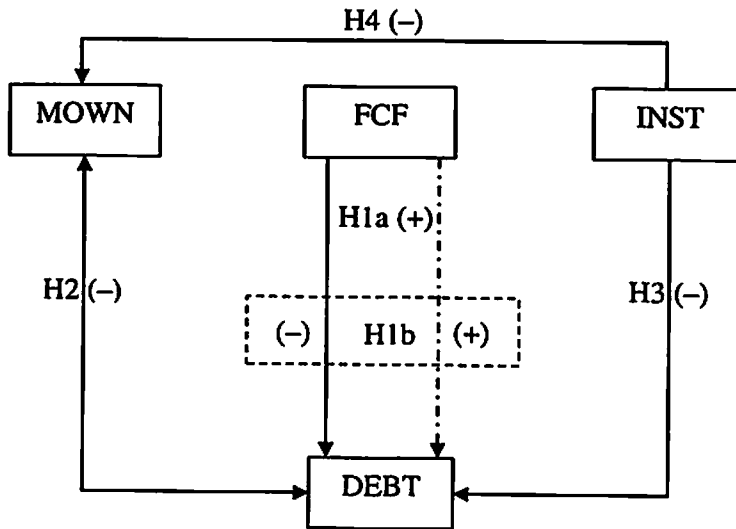 H4 (–)
MOWN
FCF
INST
H1a (+)
H2 (–)
H3 (–)
(–) H1b (+)
DEBT